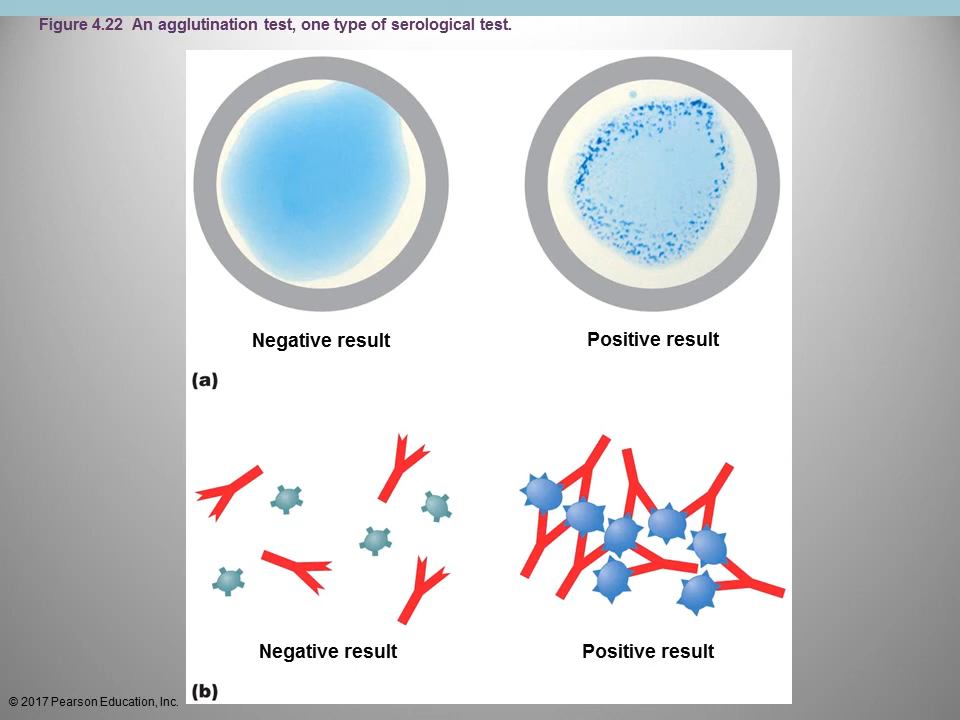 Figure 4.22  An agglutination test, one type of serological test.
Negative result
Positive result
(a)
Negative result
Positive result
(b)
© 2017 Pearson Education, Inc.